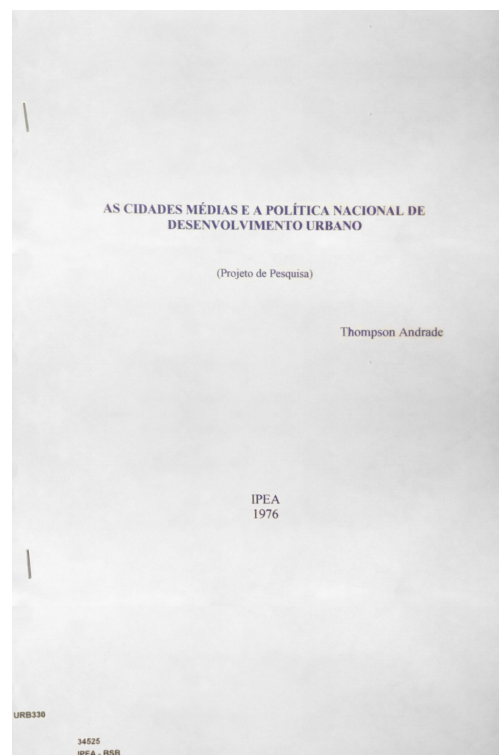 AS CIDADES MÉDIAS E A POLÍTICA NACIONAL DE
DESENVOLVIMENTO URBANO
(Projeto de Pesquisa)
Thompson Andrade
IPEA
1976
URB330
34525
IPEA - BSB